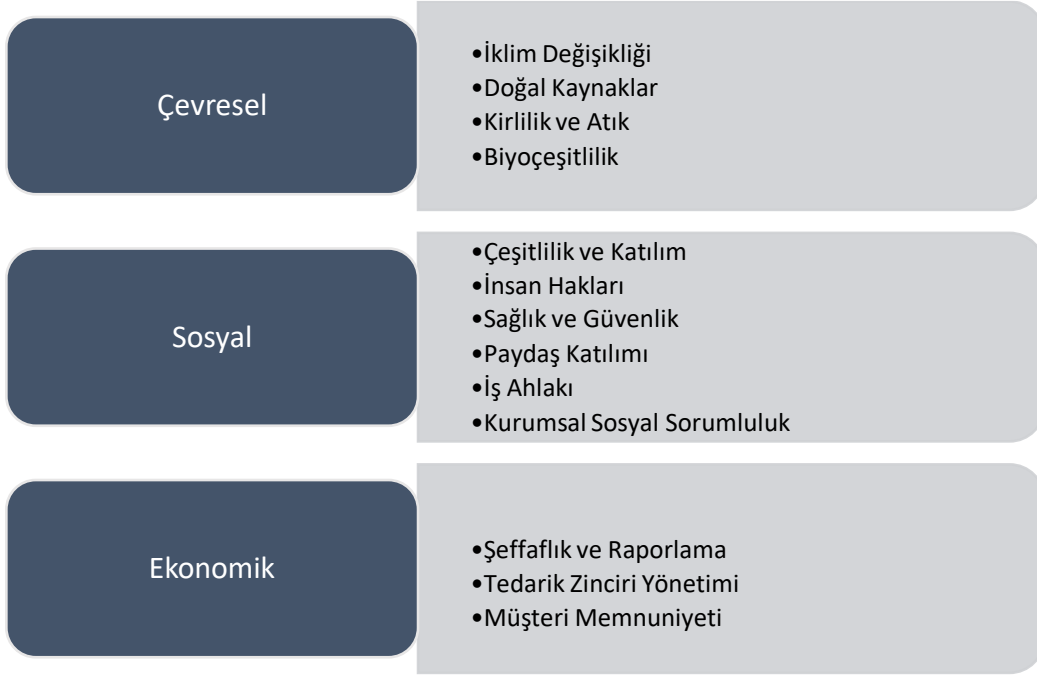 Çevresel
•İklim Değişikliği
•Doğal Kaynaklar
•Kirlilik ve Atık
•Biyoçeşitlilik
Sosyal
•Çeşitlilik ve Katılım
•İnsan Hakları
•Sağlık ve Güvenlik
•Paydaş Katılımı
•İş Ahlakı
•Kurumsal Sosyal Sorumluluk
Ekonomik
•Şeffaflık ve Raporlama
•Tedarik Zinciri Yönetimi
•Müşteri Memnuniyeti